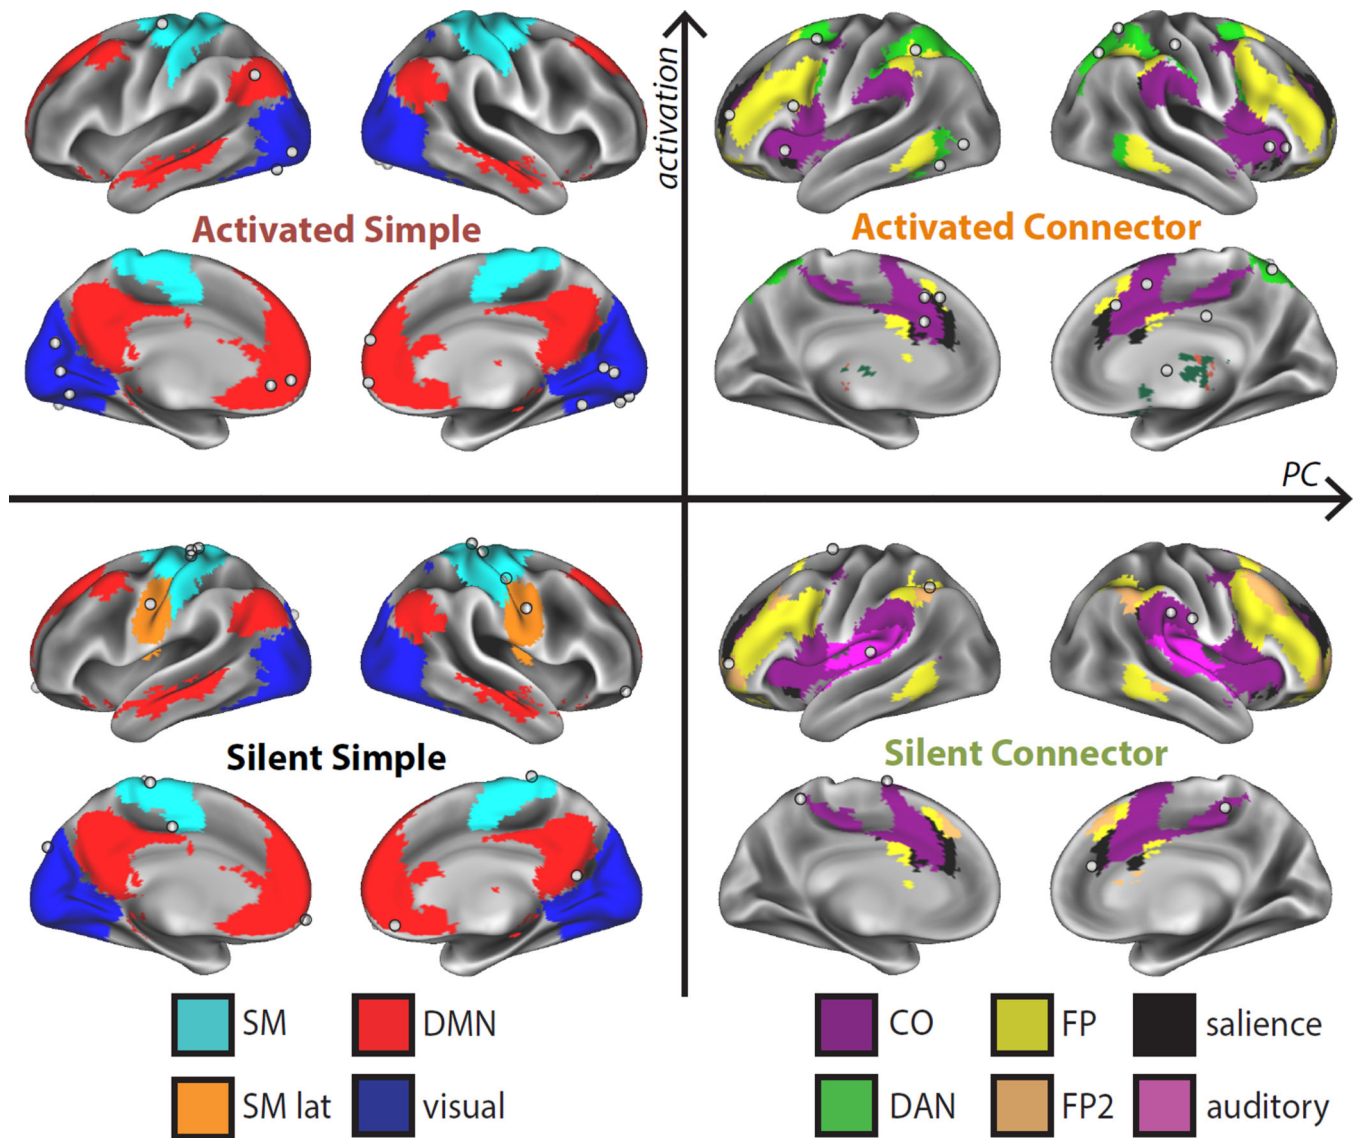 activation
Activated Simple
Activated Connector
PC
Silent Simple
Silent Connector
SM
DMN
CO
FP
salience
SM lat
visual
DAN
FP2
auditory